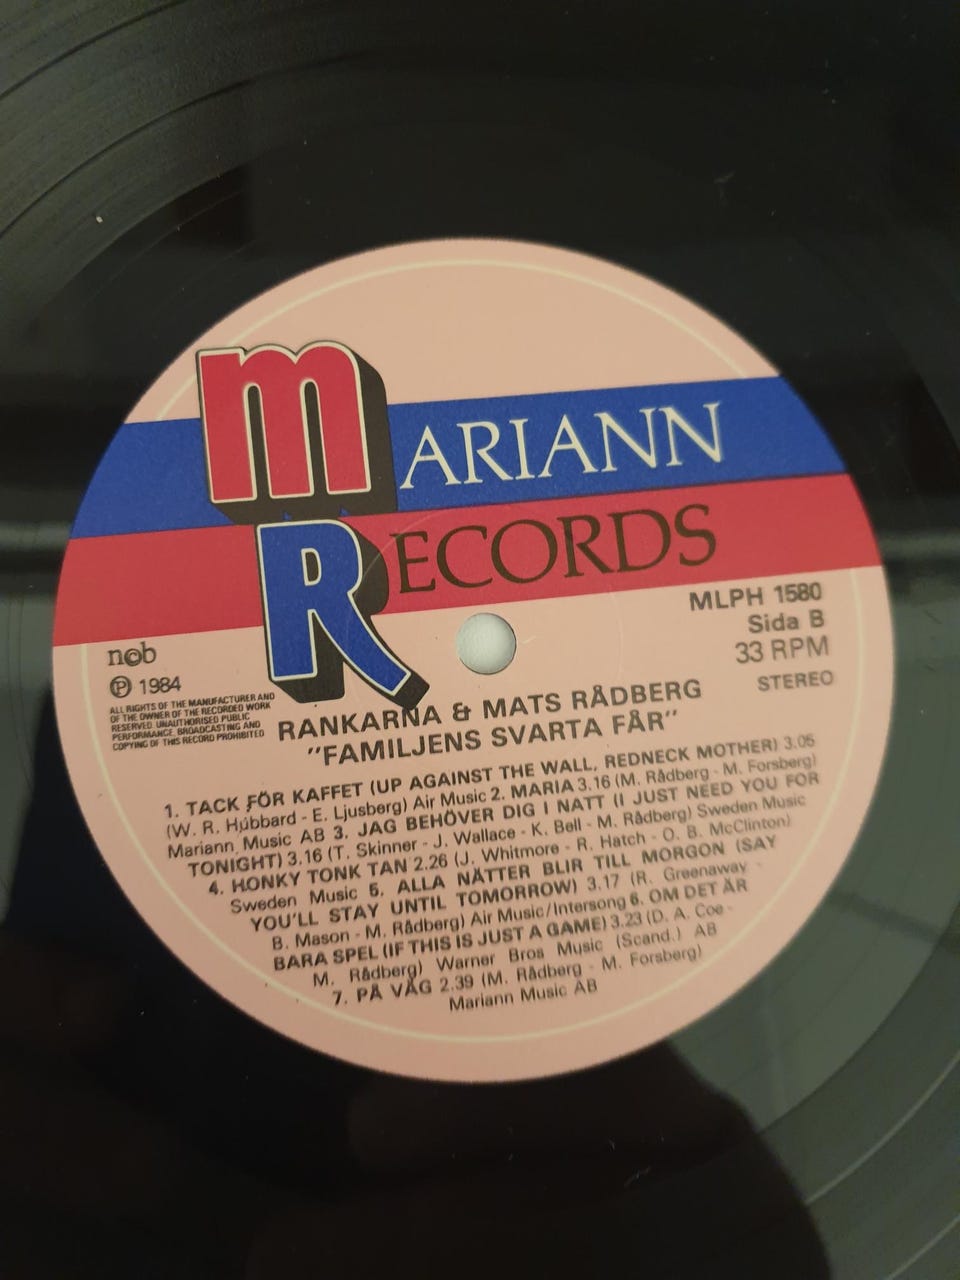 MARIANN
RECORDS
MLPH 1580
Sida B
33 RPM
STEREO
n©b
Ⓟ 1984
ALL RIGHTS OF THE MANUFACTURER AND
OF THE OWNER OF THE RECORDED WORK
RESERVED. UNAUTHORISED PUBLIC
PERFORMANCE, BROADCASTING AND
COPYING OF THIS RECORD PROHIBITED
RANKARNA & MATS RÅDBERG
"FAMILJENS SVARTA FÅR"
1. TACK FÖR KAFFET (UP AGAINST THE WALL, REDNECK MOTHER) 3.05
(W. R. Hubbard - E. Ljusberg) Air Music 2. MARIA 3.16 (M. Rådberg - M. Forsberg)
Mariann Music AB 3. JAG BEHÖVER DIG I NATT (I JUST NEED YOU FOR
TONIGHT) 3.16 (T. Skinner - J. Wallace - K. Bell - M. Rådberg) Sweden Music
4. HONKY TONK TAN 2.26 (J. Whitmore - R. Hatch - O. B. McClinton)
Sweden Music 5. ALLA NÄTTER BLIR TILL MORGON (SAY
YOU'LL STAY UNTIL TOMORROW) 3.17 (R. Greenaway -
B. Mason - M. Rådberg) Air Music/Intersong 6. OM DET ÄR
BARA SPEL (IF THIS IS JUST A GAME) 3.23 (D. A. Coe -
M. Rådberg) Warner Bros Music (Scand.) AB
7. PÅ VÄG 2.39 (M. Rådberg - M. Forsberg)
Mariann Music AB